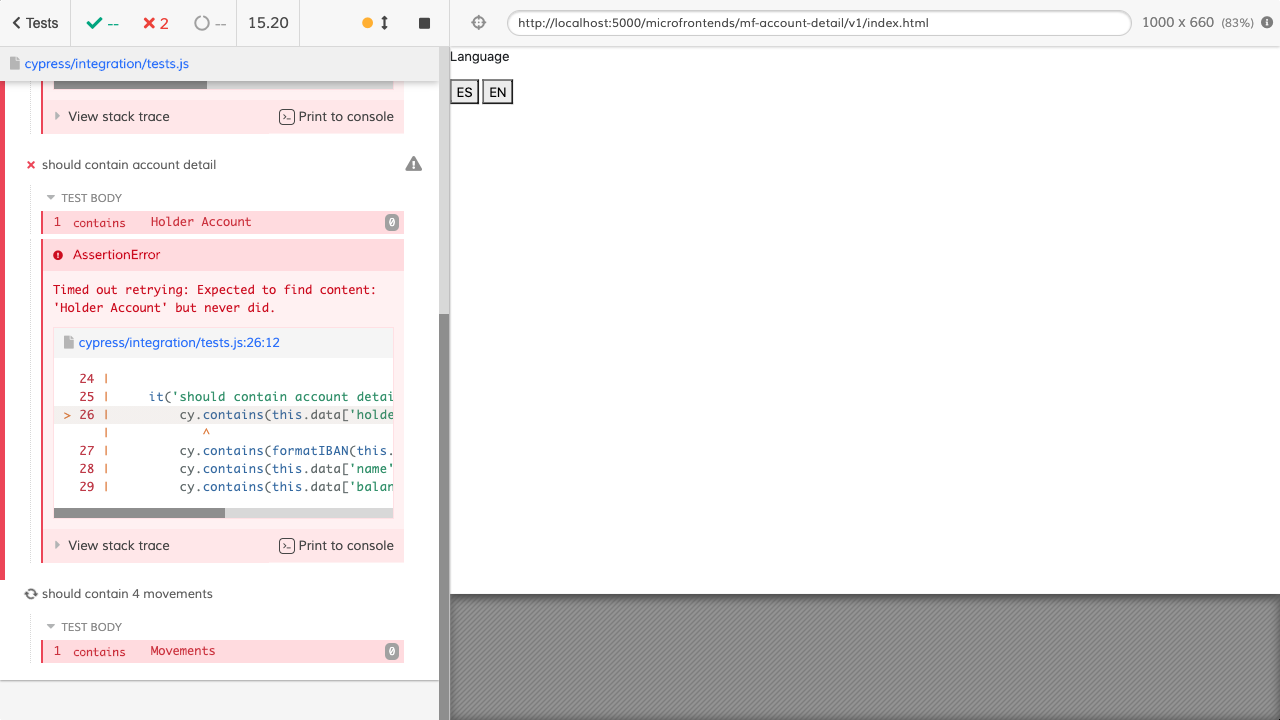 Tests
--
2
--
15.20
http://localhost:5000/microfrontends/mf-account-detail/v1/index.html
1000 x 660 (83%)
cypress/integration/tests.js
View stack trace
Print to console
should contain account detail
TEST BODY
1 contains Holder Account 0
AssertionError
Timed out retrying: Expected to find content:
'Holder Account' but never did.
cypress/integration/tests.js:26:12
24 |
25 | it('should contain account detai
> 26 | cy.contains(this.data['holde
| ^
27 | cy.contains(formatIBAN(this.
28 | cy.contains(this.data['name'
29 | cy.contains(this.data['balan
View stack trace
Print to console
should contain 4 movements
TEST BODY
1 contains Movements 0
Language
ES EN